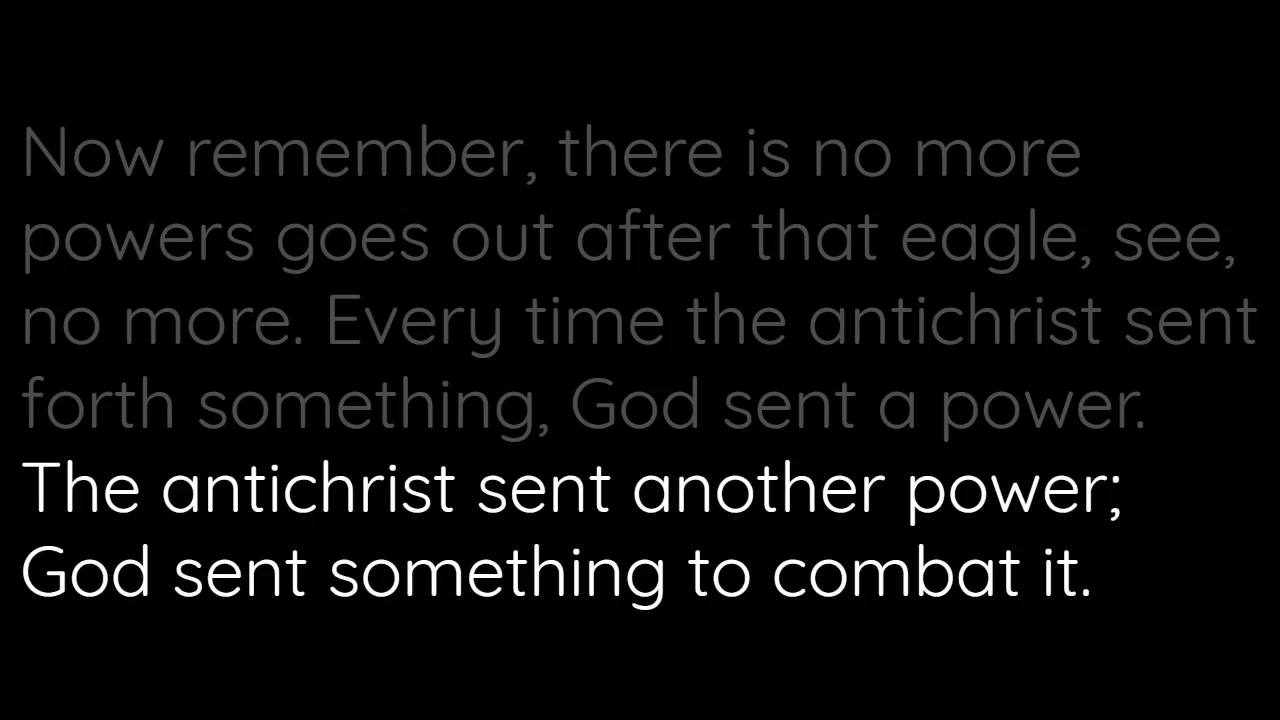 Now remember, there is no more
powers goes out after that eagle, see,
no more. Every time the antichrist sent
forth something, God sent a power.
The antichrist sent another power;
God sent something to combat it.